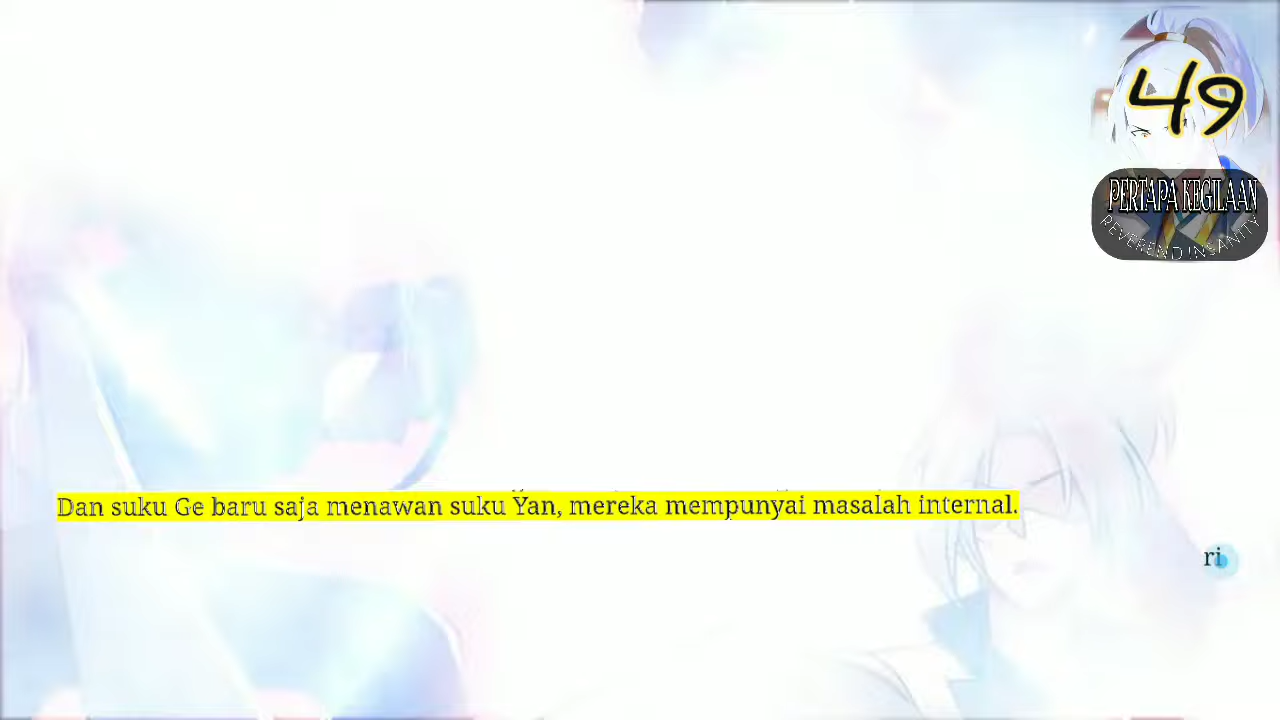 49
PERTAPA KEGILAAN
REVEREND INSANITY
Dan suku Ge baru saja menawan suku Yan, mereka mempunyai masalah internal.
ri